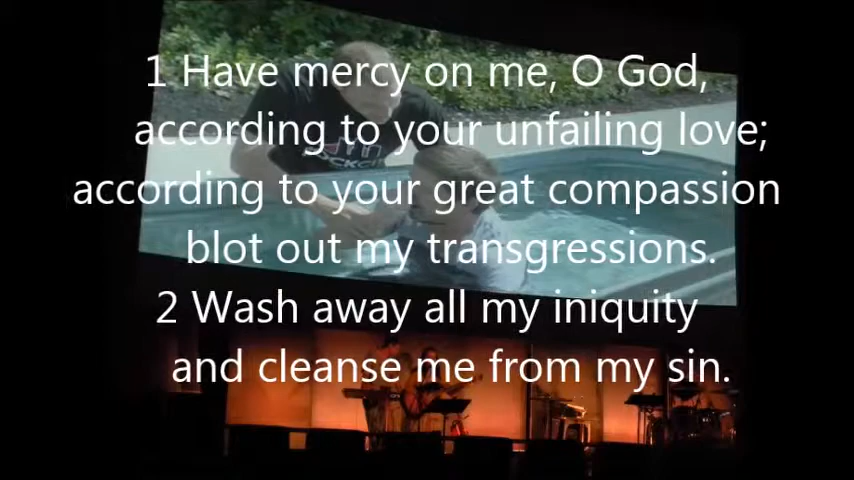 1 Have mercy on me, O God,
according to your unfailing love;
according to your great compassion
blot out my transgressions.
2 Wash away all my iniquity
and cleanse me from my sin.